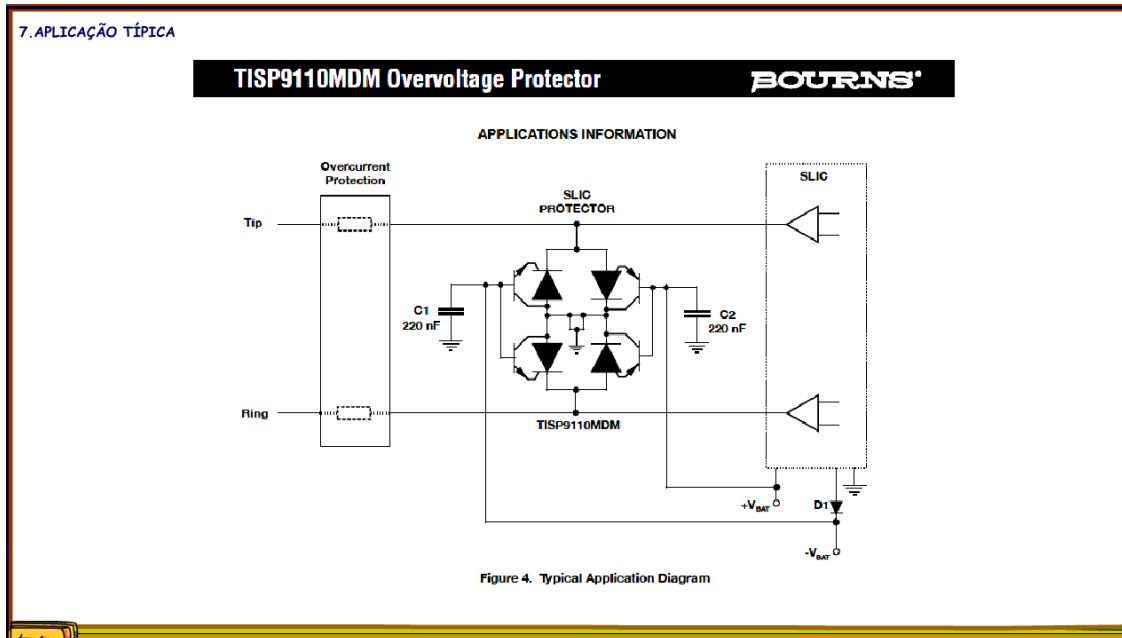 7.APLICAÇÃO TÍPICA
TISP9110MDM Overvoltage Protector
BOURNS®
APPLICATIONS INFORMATION
Overcurrent
Protection
SLIC
PROTECTOR
SLIC
Tip
C1
220 nF
C2
220 nF
Ring
TISP9110MDM
+VBAT
D1
-VBAT
Figure 4. Typical Application Diagram